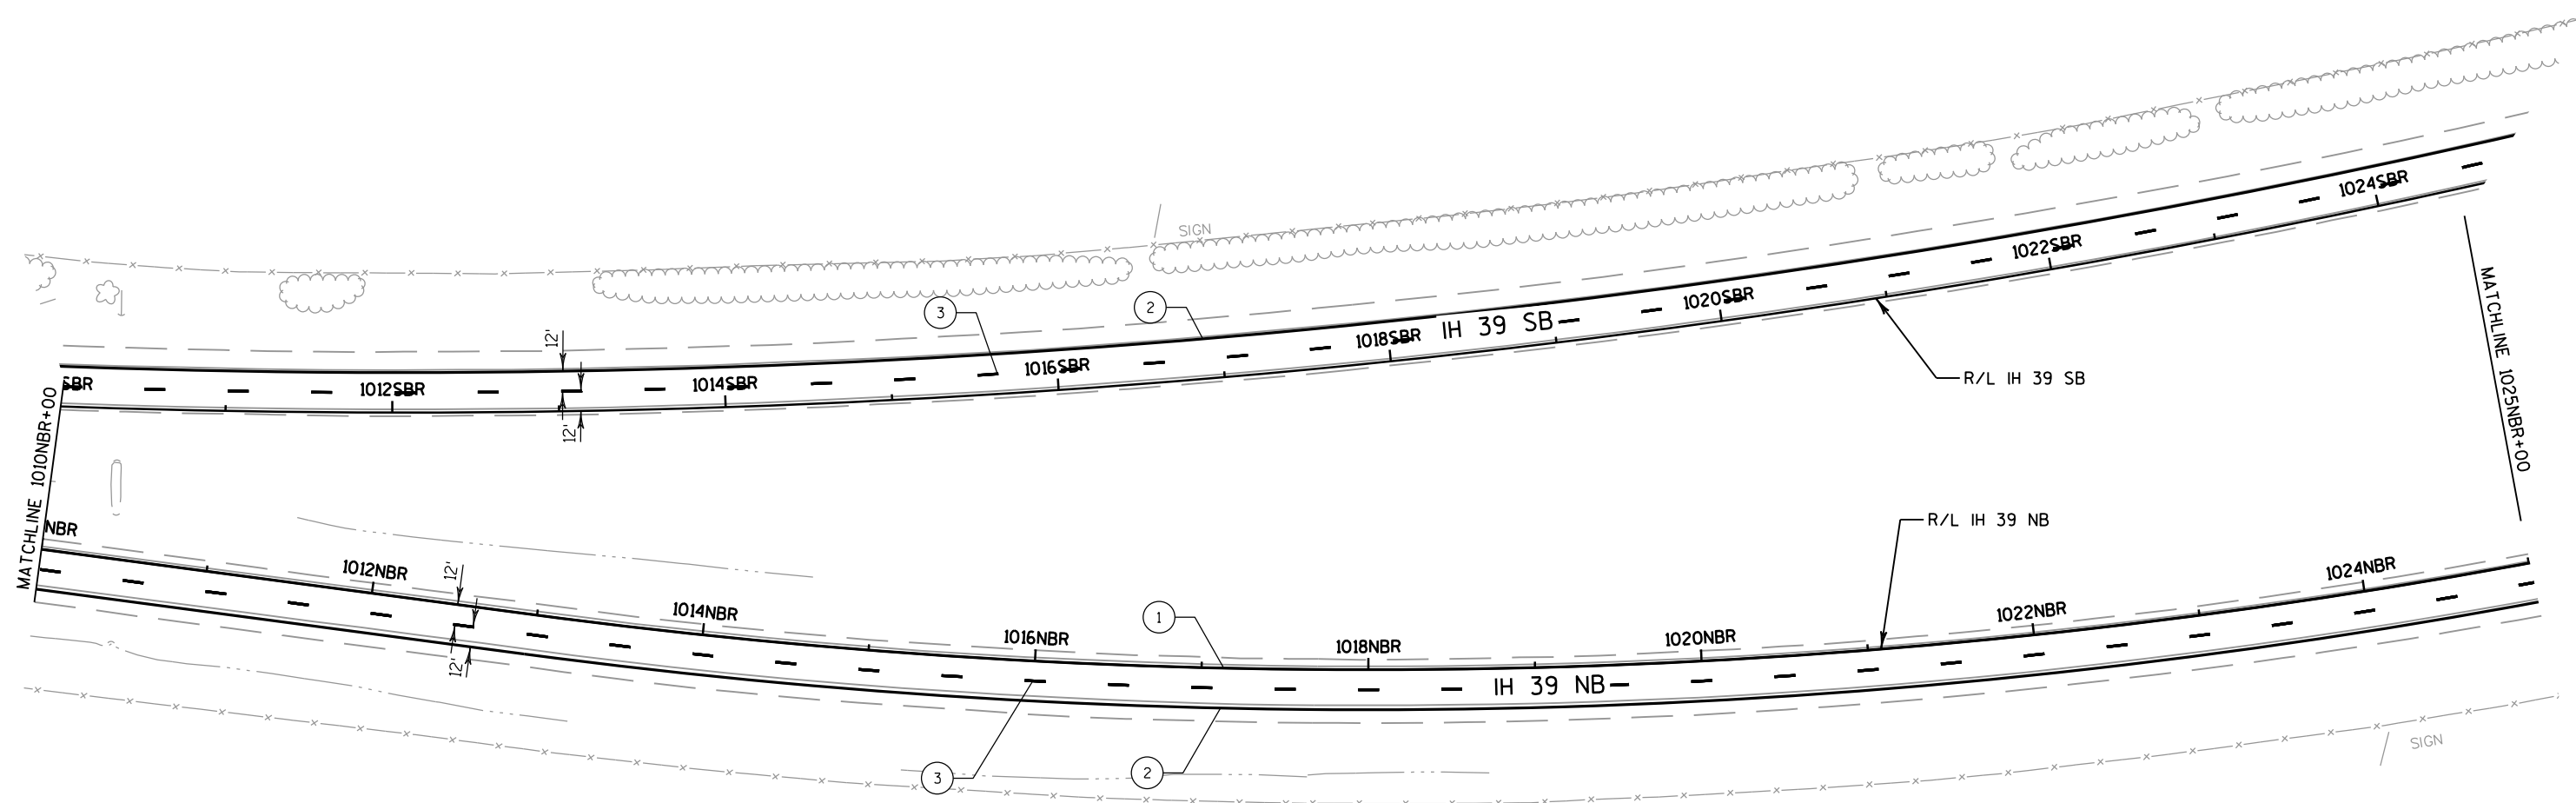 SIGN
3
2
12'
12'
SBR
1012SBR
1014SBR
1016SBR
1018SBR
IH 39 SB
1020SBR
1022SBR
1024SBR
R/L IH 39 SB
MATCHLINE 1010NBR+00
MATCHLINE 1025NBR+00
NBR
1012NBR
12'
12'
1014NBR
1016NBR
1018NBR
1020NBR
1022NBR
1024NBR
R/L IH 39 NB
1
IH 39 NB
3
2
SIGN